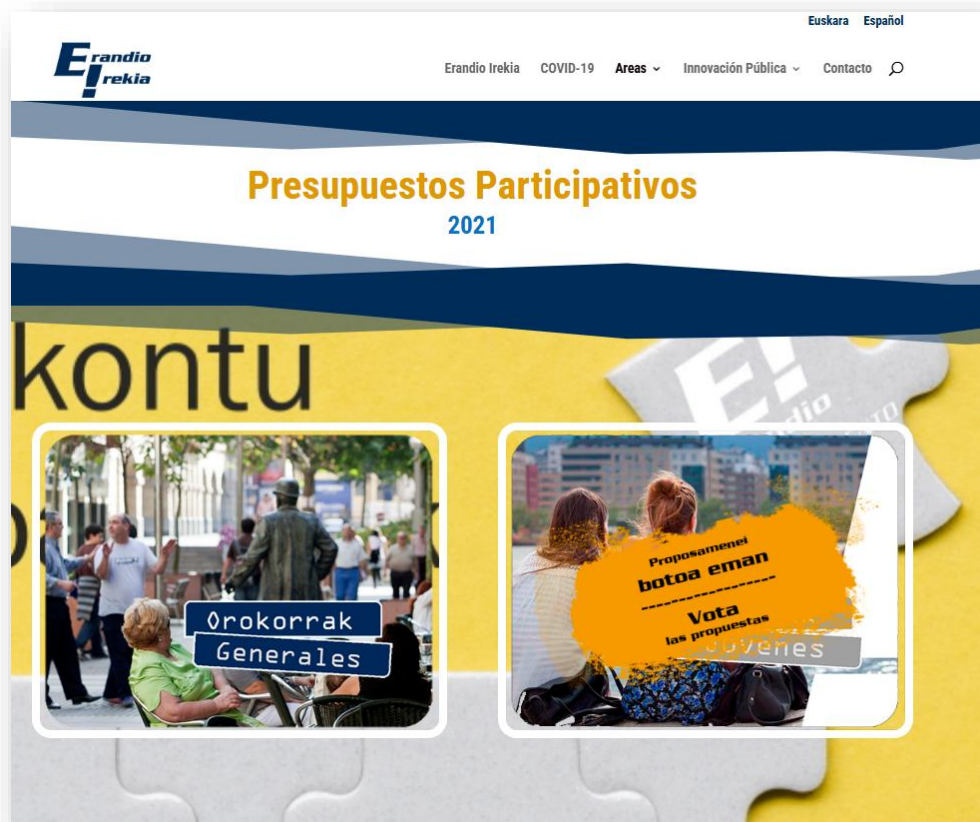 Euskara Español
Erandio
Irekia
Erandio Irekia COVID-19 Areas Innovación Pública Contacto
Presupuestos Participativos
2021
kontu
E!
Orokorrak
Generales
Proposamenei
botoa eman
--------------------
Vota
las propuestas
Jóvenes